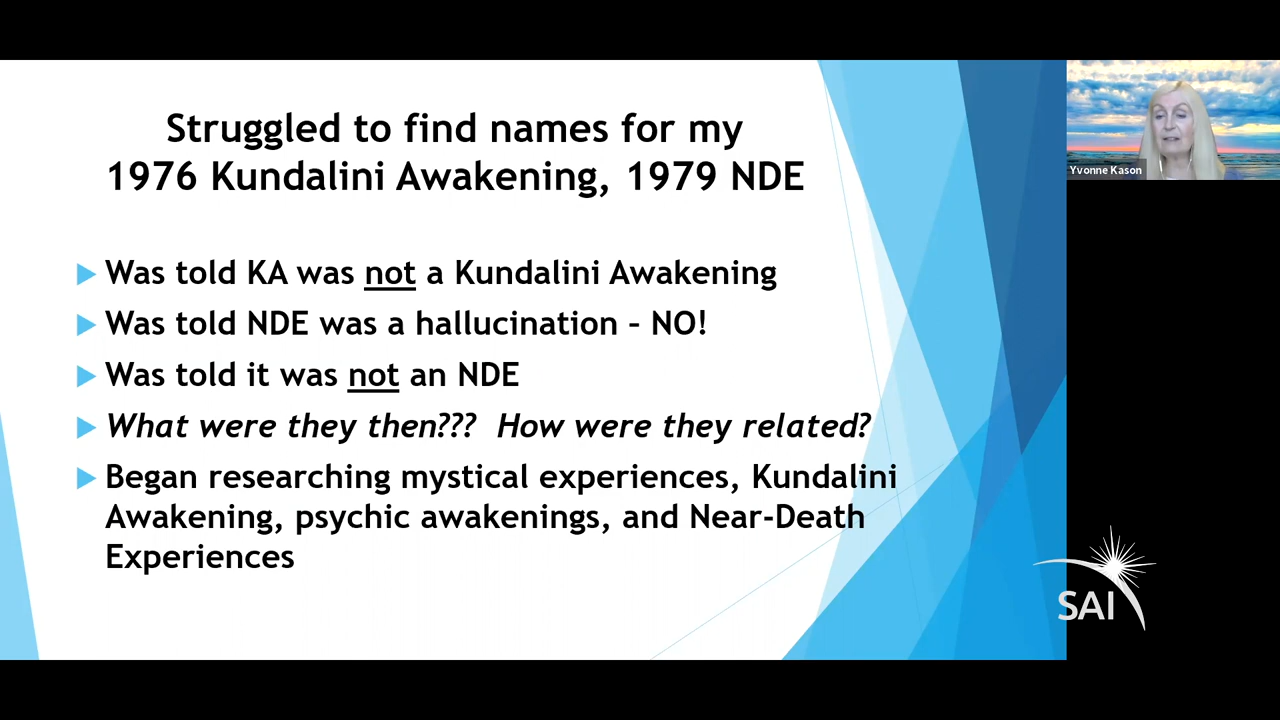 Struggled to find names for my
1976 Kundalini Awakening, 1979 NDE
Was told KA was not a Kundalini Awakening
Was told NDE was a hallucination – NO!
Was told it was not an NDE
What were they then??? How were they related?
Began researching mystical experiences, Kundalini
Awakening, psychic awakenings, and Near-Death
Experiences
Yvonne Kason
SAI